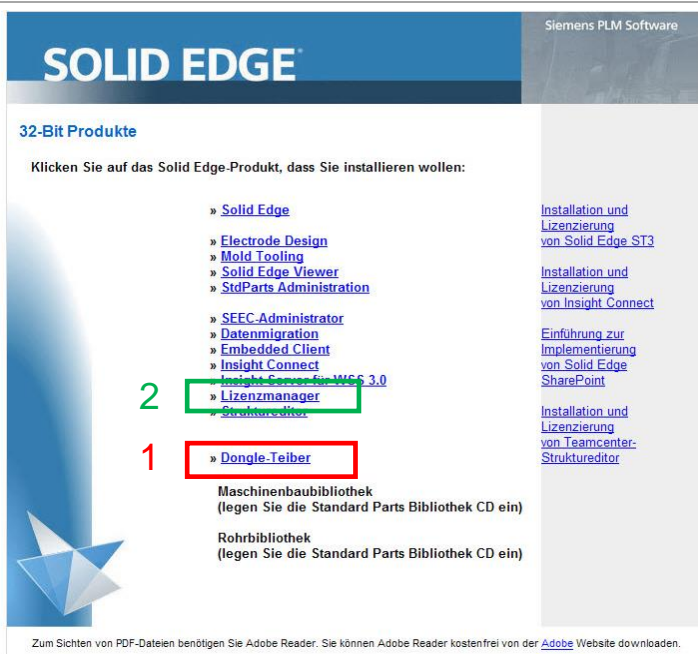 Siemens PLM Software
SOLID EDGE
32-Bit Produkte
Klicken Sie auf das Solid Edge-Produkt, dass Sie installieren wollen:
» Solid Edge
» Electrode Design
» Mold Tooling
» Solid Edge Viewer
» StdParts Administration
» SEEC-Administrator
» Datenmigration
» Embedded Client
» Insight Connect
» Insight Server für WSS 3.0
2
» Lizenzmanager
» Struktureditor
1
» Dongle-Teiber
Maschinenbaubibliothek
(legen Sie die Standard Parts Bibliothek CD ein)
Rohrbibliothek
(legen Sie die Standard Parts Bibliothek CD ein)
Installation und
Lizenzierung
von Solid Edge ST3
Installation und
Lizenzierung
von Insight Connect
Einführung zur
Implementierung
von Solid Edge
SharePoint
Installation und
Lizenzierung
von Teamcenter-
Struktureditor
Zum Sichten von PDF-Dateien benötigen Sie Adobe Reader. Sie können Adobe Reader kostenfrei von der Adobe Website downloaden.